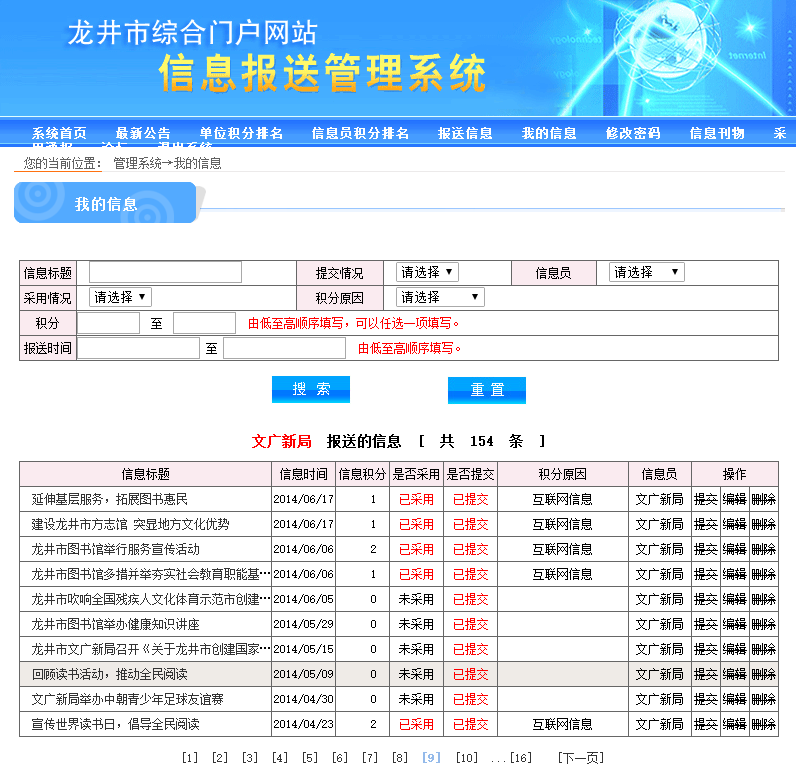 龙井市综合门户网站
信息报送管理系统
系统首页 最新公告 单位积分排名 信息员积分排名 报送信息 我的信息 修改密码 信息刊物 采
用通报 论坛 退出系统
您的当前位置： 管理系统→我的信息
我的信息
信息标题 提交情况 请选择 信息员 请选择
采用情况 请选择 积分原因 请选择
积分 至 由低至高顺序填写，可以任选一项填写。
报送时间 至 由低至高顺序填写。
搜 索 重 置
文广新局 报送的信息 [ 共 154 条 ]
信息标题 信息时间 信息积分 是否采用 是否提交 积分原因 信息员 操作
延伸基层服务，拓展图书惠民 2014/06/17 1 已采用 已提交 互联网信息 文广新局 提交 编辑 删除
建设龙井市方志馆 突显地方文化优势 2014/06/17 1 已采用 已提交 互联网信息 文广新局 提交 编辑 删除
龙井市图书馆举行服务宣传活动 2014/06/06 2 已采用 已提交 互联网信息 文广新局 提交 编辑 删除
龙井市图书馆多措并举夯实社会教育职能基… 2014/06/06 1 已采用 已提交 互联网信息 文广新局 提交 编辑 删除
龙井市吹响全国残疾人文化体育示范市创建… 2014/06/05 0 未采用 已提交 文广新局 提交 编辑 删除
龙井市图书馆举办健康知识讲座 2014/05/29 0 未采用 已提交 文广新局 提交 编辑 删除
龙井市文广新局召开《关于龙井市创建国家… 2014/05/15 0 未采用 已提交 文广新局 提交 编辑 删除
回顾读书活动，推动全民阅读 2014/05/09 0 未采用 已提交 文广新局 提交 编辑 删除
文广新局举办中朝青少年足球友谊赛 2014/04/30 0 未采用 已提交 文广新局 提交 编辑 删除
宣传世界读书日，倡导全民阅读 2014/04/23 2 已采用 已提交 互联网信息 文广新局 提交 编辑 删除
[1] [2] [3] [4] [5] [6] [7] [8] [9] [10] ...[16] [下一页]